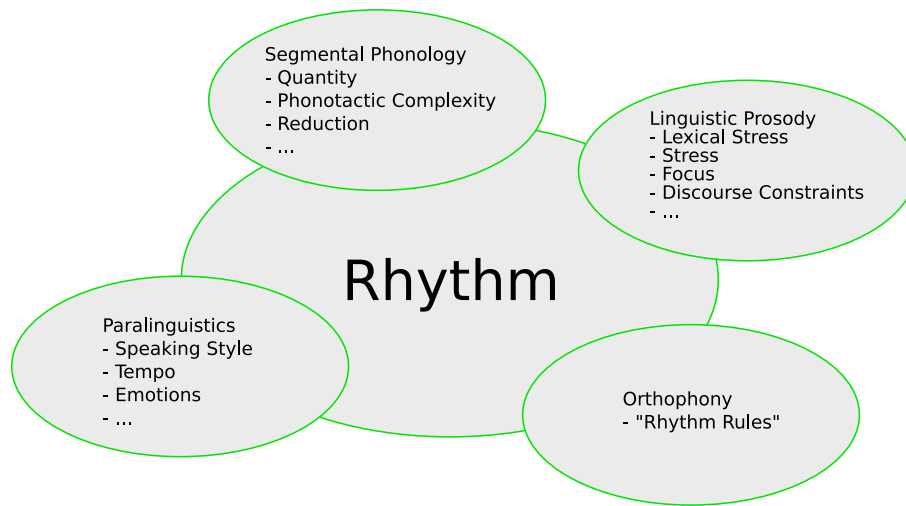 Segmental Phonology
- Quantity
- Phonotactic Complexity
- Reduction
- ...
Linguistic Prosody
- Lexical Stress
- Stress
- Focus
- Discourse Constraints
- ...
Rhythm
Paralinguistics
- Speaking Style
- Tempo
- Emotions
- ...
Orthophony
- "Rhythm Rules"